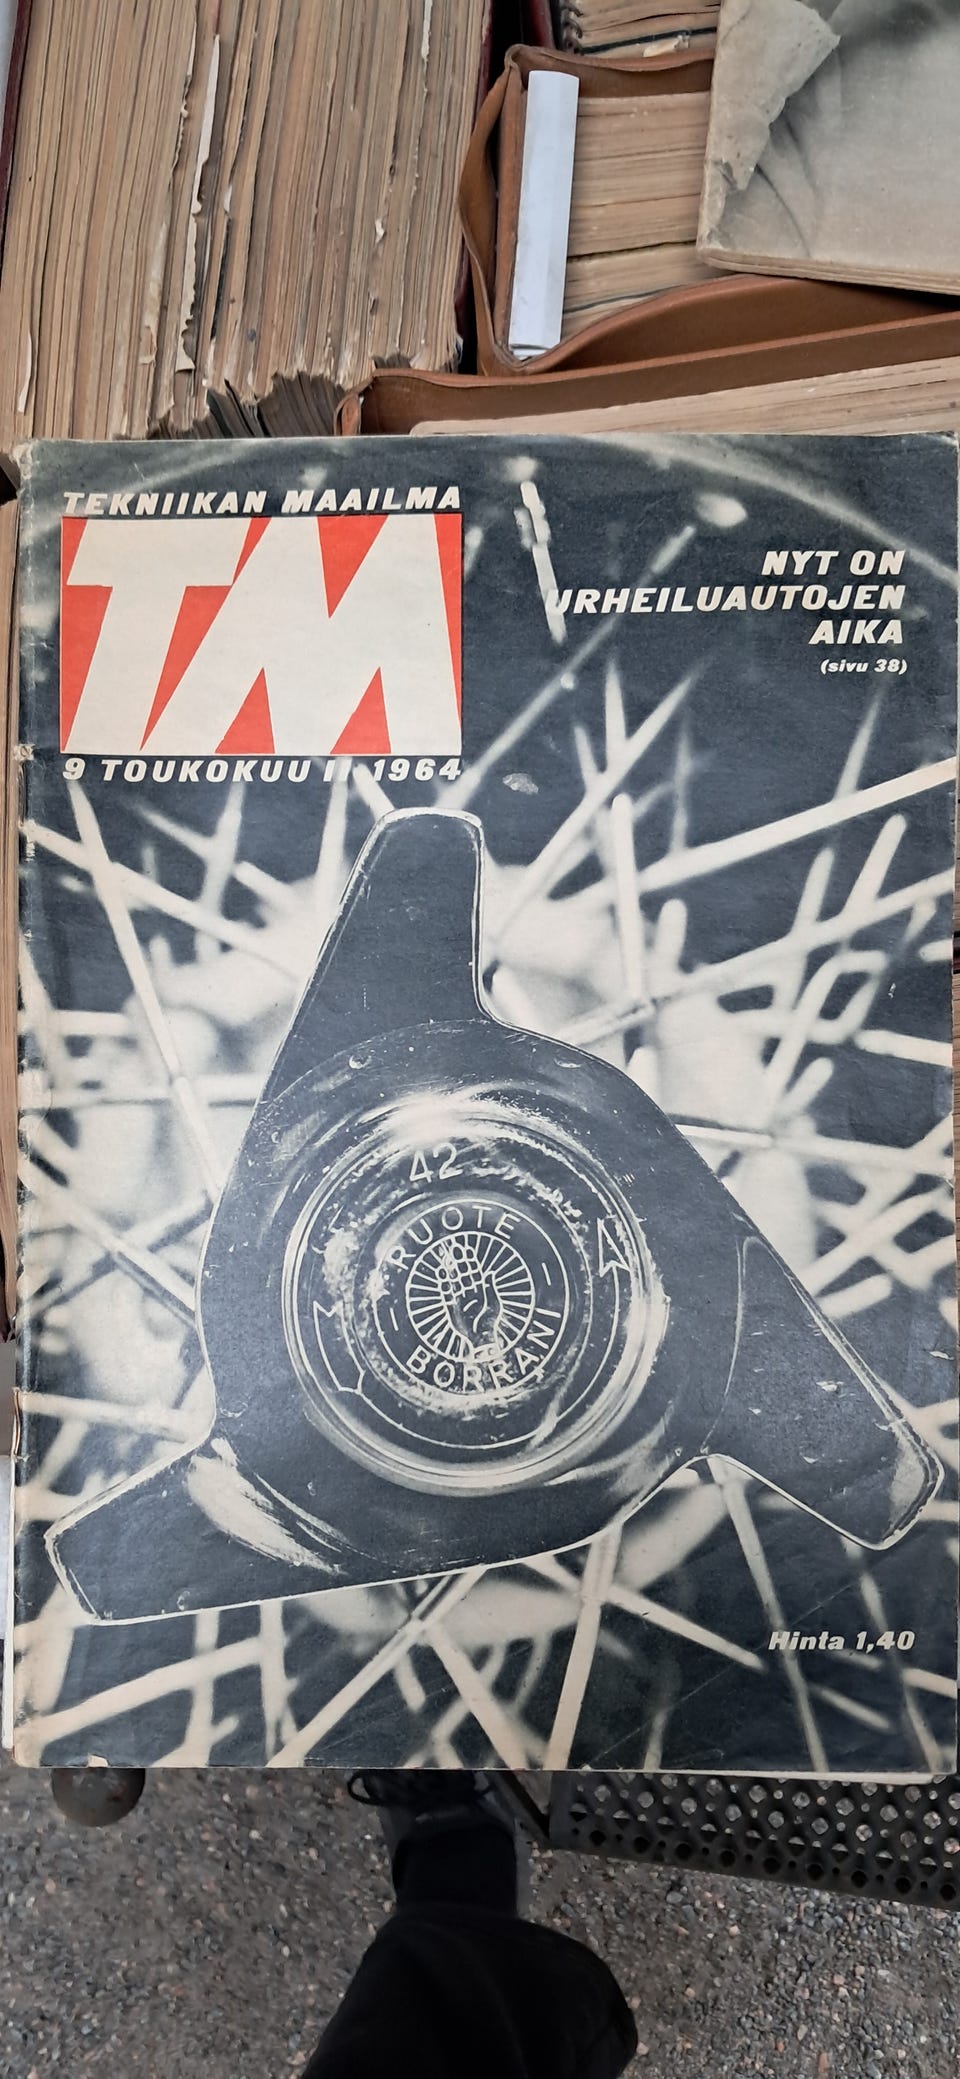 TEKNIIKAN MAAILMA
TM
9 TOUKOKUU II 1964
NYT ON
URHEILUAUTOJEN
AIKA
(sivu 38)
42
RUOTE
BORRANI
Hinta 1,40